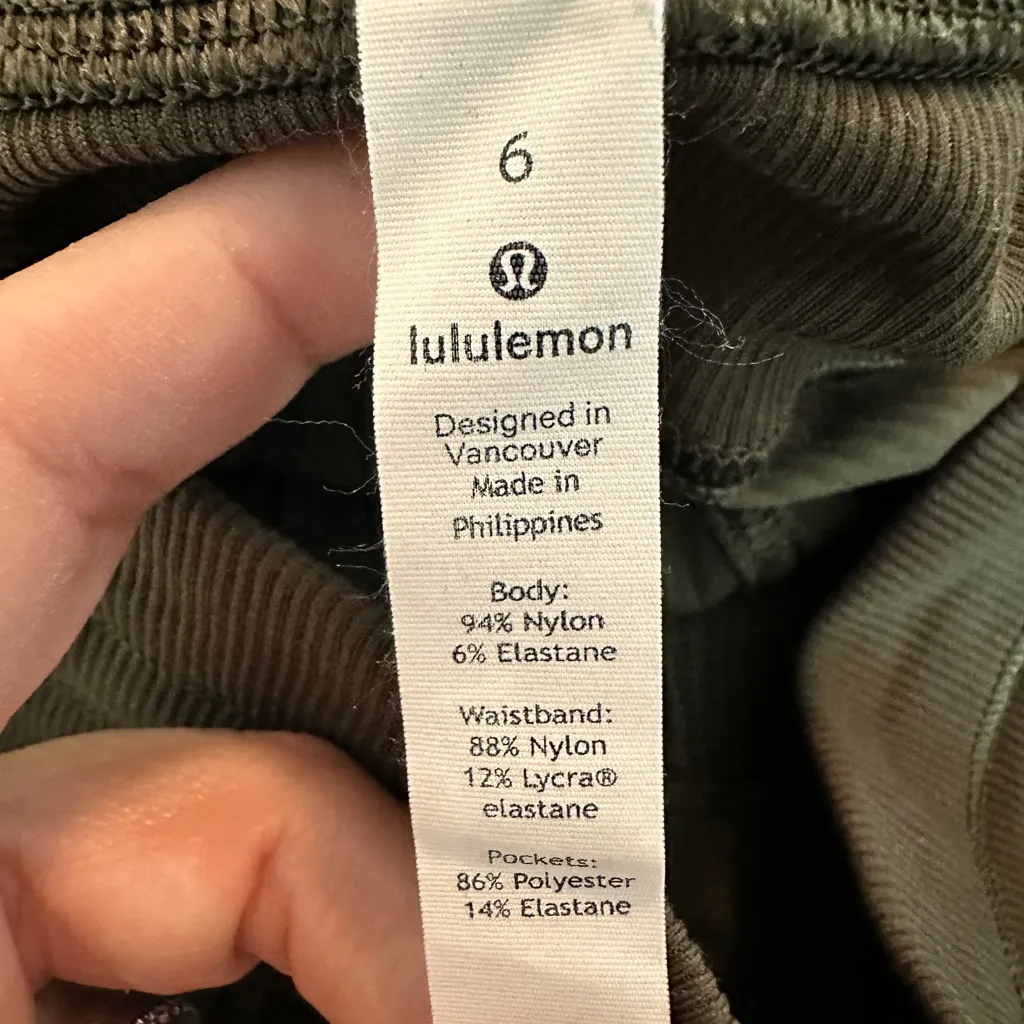 6
lululemon
Designed in
Vancouver
Made in
Philippines
Body:
94% Nylon
6% Elastane
Waistband:
88% Nylon
12% Lycra®
elastane
Pockets:
86% Polyester
14% Elastane